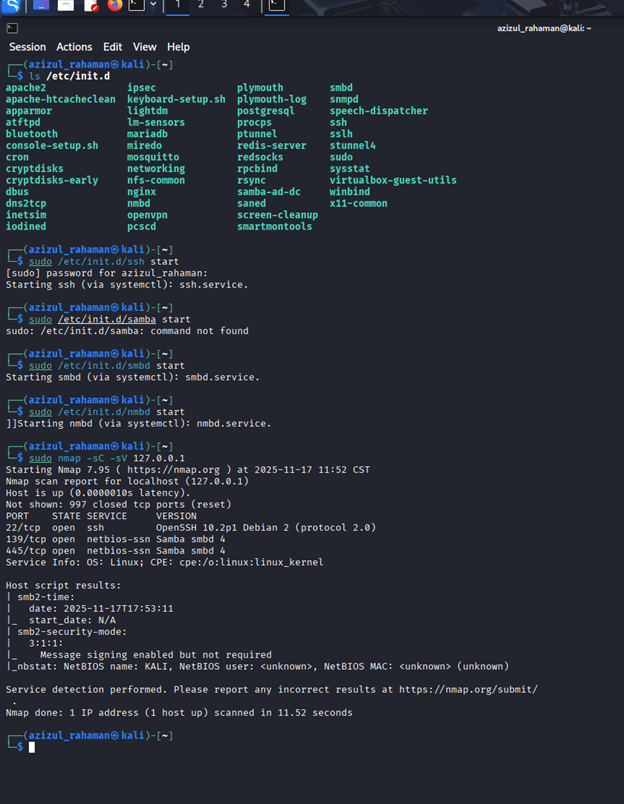 1 2 3 4
azizul_rahaman@kali: ~
Session Actions Edit View Help
┌──(azizul_rahaman㉿kali)-[~]
└─$ ls /etc/init.d
apache2 ipsec plymouth smbd
apache-htcacheclean keyboard-setup.sh plymouth-log snmpd
apparmor lightdm postgresql speech-dispatcher
atftpd lm-sensors procps ssh
bluetooth mariadb ptunnel sslh
console-setup.sh miredo redis-server stunnel4
cron mosquitto redsocks sudo
cryptdisks networking rpcbind sysstat
cryptdisks-early nfs-common rsync virtualbox-guest-utils
dbus nginx samba-ad-dc winbind
dns2tcp nmbd saned x11-common
inetsim openvpn screen-cleanup
iodined pcscd smartmontools
┌──(azizul_rahaman㉿kali)-[~]
└─$ sudo /etc/init.d/ssh start
[sudo] password for azizul_rahaman:
Starting ssh (via systemctl): ssh.service.
┌──(azizul_rahaman㉿kali)-[~]
└─$ sudo /etc/init.d/samba start
sudo: /etc/init.d/samba: command not found
┌──(azizul_rahaman㉿kali)-[~]
└─$ sudo /etc/init.d/smbd start
Starting smbd (via systemctl): smbd.service.
┌──(azizul_rahaman㉿kali)-[~]
└─$ sudo /etc/init.d/nmbd start
]]Starting nmbd (via systemctl): nmbd.service.
┌──(azizul_rahaman㉿kali)-[~]
└─$ sudo nmap -sC -sV 127.0.0.1
Starting Nmap 7.95 ( https://nmap.org ) at 2025-11-17 11:52 CST
Nmap scan report for localhost (127.0.0.1)
Host is up (0.0000010s latency).
Not shown: 997 closed tcp ports (reset)
PORT STATE SERVICE VERSION
22/tcp open ssh OpenSSH 10.2p1 Debian 2 (protocol 2.0)
139/tcp open netbios-ssn Samba smbd 4
445/tcp open netbios-ssn Samba smbd 4
Service Info: OS: Linux; CPE: cpe:/o:linux:linux_kernel
Host script results:
| smb2-time:
|   date: 2025-11-17T17:53:11
|_  start_date: N/A
| smb2-security-mode:
|   3:1:1:
|_    Message signing enabled but not required
|_nbstat: NetBIOS name: KALI, NetBIOS user: <unknown>, NetBIOS MAC: <unknown> (unknown)
Service detection performed. Please report any incorrect results at https://nmap.org/submit/
.
Nmap done: 1 IP address (1 host up) scanned in 11.52 seconds
┌──(azizul_rahaman㉿kali)-[~]
└─$